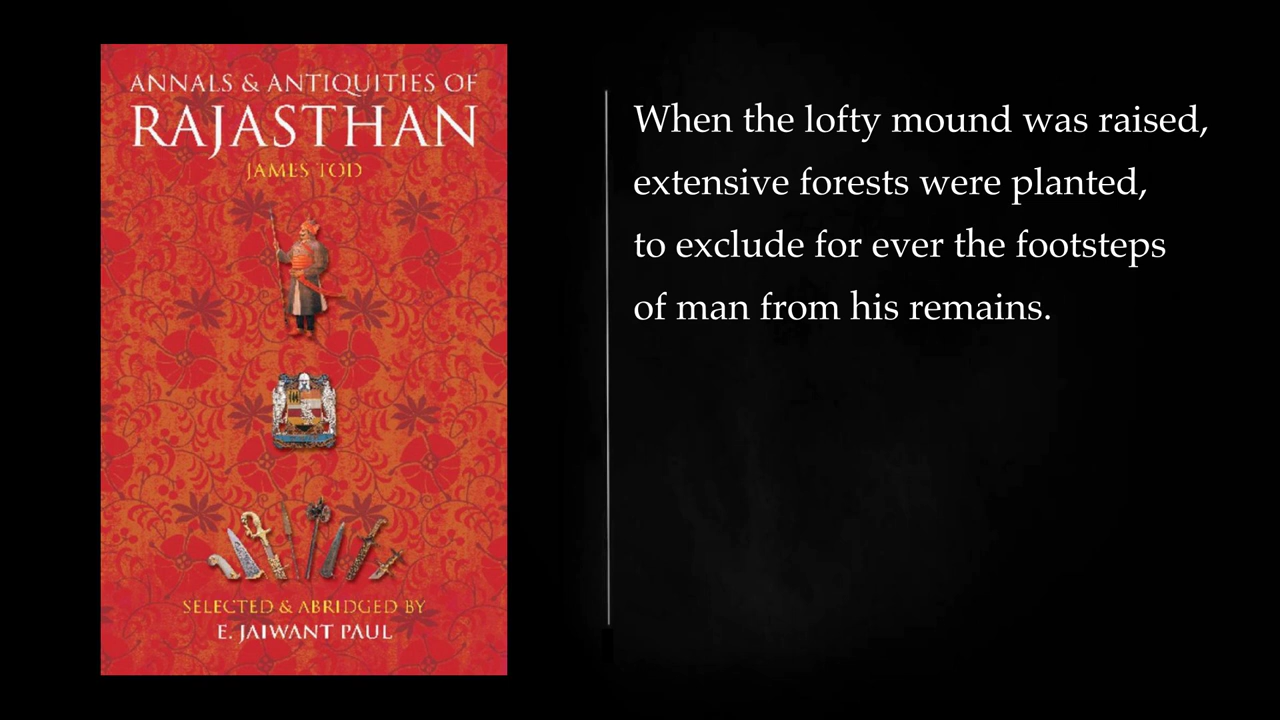 ANNALS & ANTIQUITIES OF
RAJASTHAN
JAMES TOD
SELECTED & ABRIDGED BY
E. JAIWANT PAUL
When the lofty mound was raised,
extensive forests were planted,
to exclude for ever the footsteps
of man from his remains.